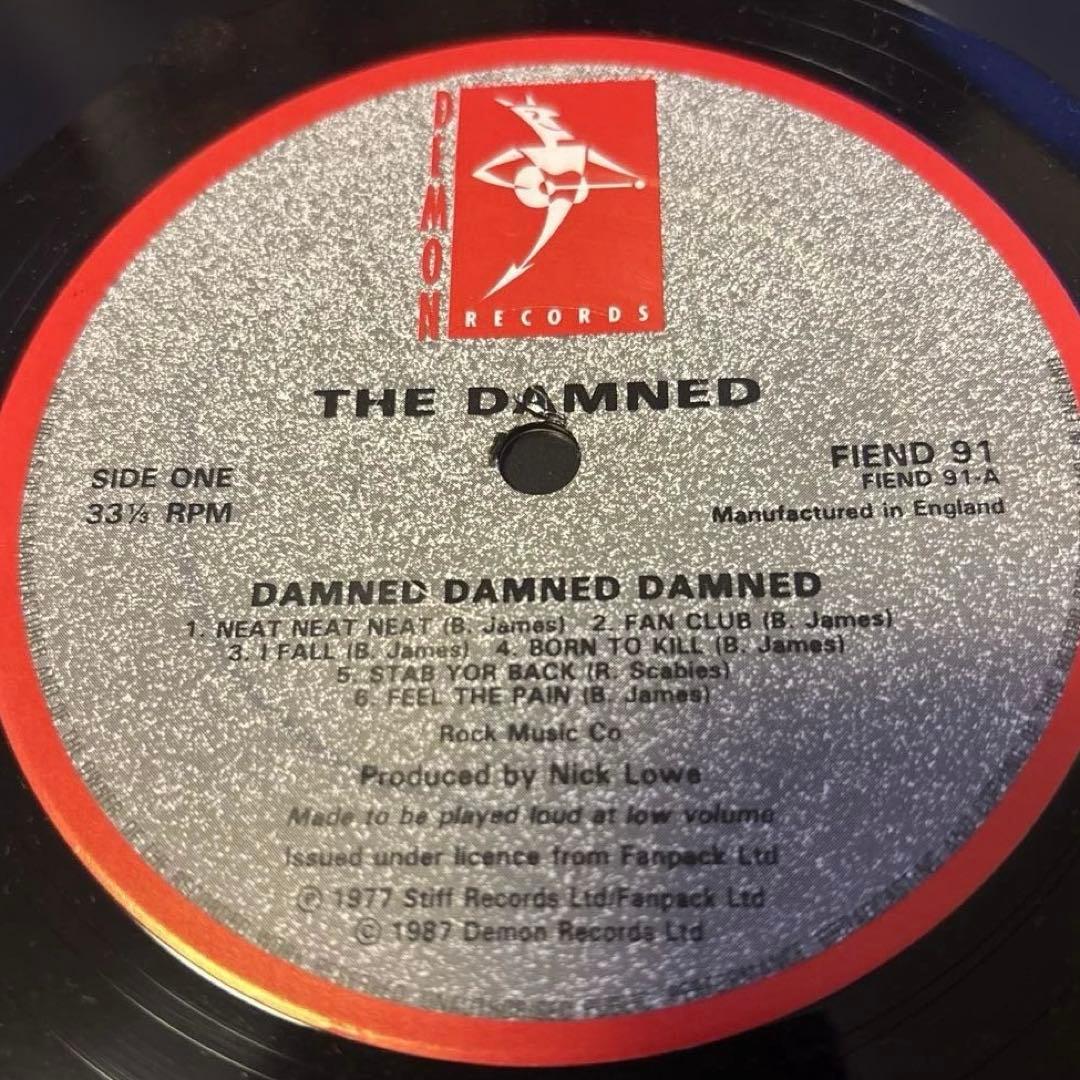 DEMON
RECORDS
THE DAMNED
SIDE ONE
33⅓ RPM
FIEND 91
FIEND 91-A
Manufactured in England
DAMNED DAMNED DAMNED
1. NEAT NEAT NEAT (B. James) 2. FAN CLUB (B. James)
3. I FALL (B. James) 4. BORN TO KILL (B. James)
5. STAB YOR BACK (R. Scabies)
6. FEEL THE PAIN (B. James)
Rock Music Co
Produced by Nick Lowe
Made to be played loud at low volume
Issued under licence from Fanpack Ltd
℗ 1977 Stiff Records Ltd/Fanpack Ltd
© 1987 Demon Records Ltd